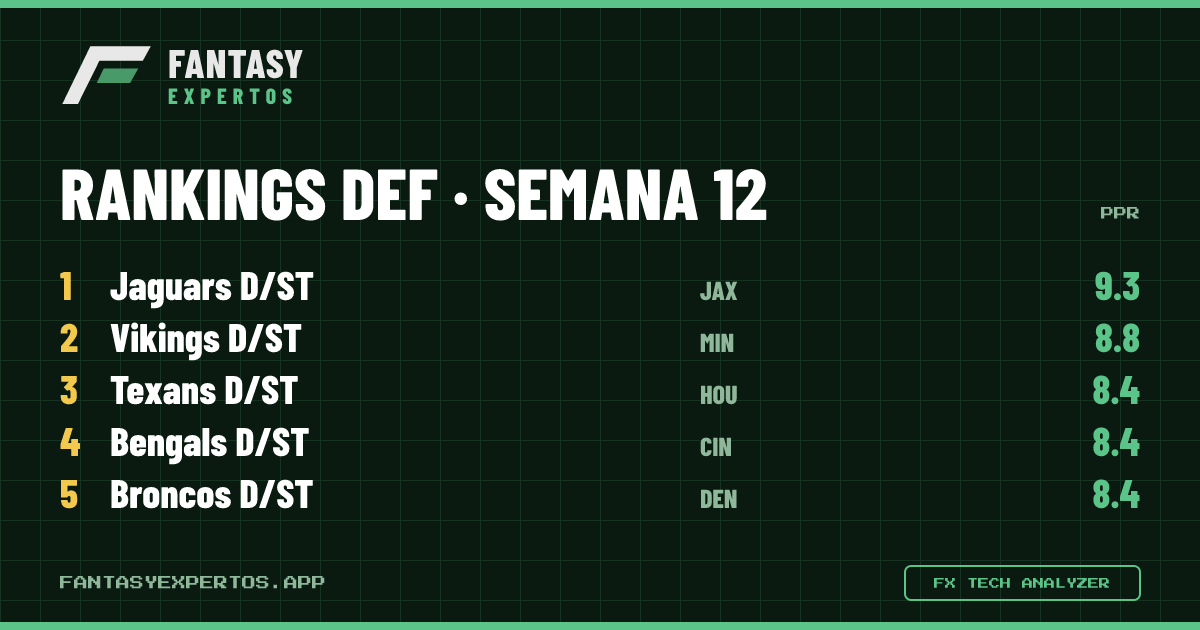 FANTASY
EXPERTOS
RANKINGS DEF · SEMANA 12
PPR
1 Jaguars D/ST JAX 9.3
2 Vikings D/ST MIN 8.8
3 Texans D/ST HOU 8.4
4 Bengals D/ST CIN 8.4
5 Broncos D/ST DEN 8.4
FANTASYEXPERTOS.APP
FX TECH ANALYZER